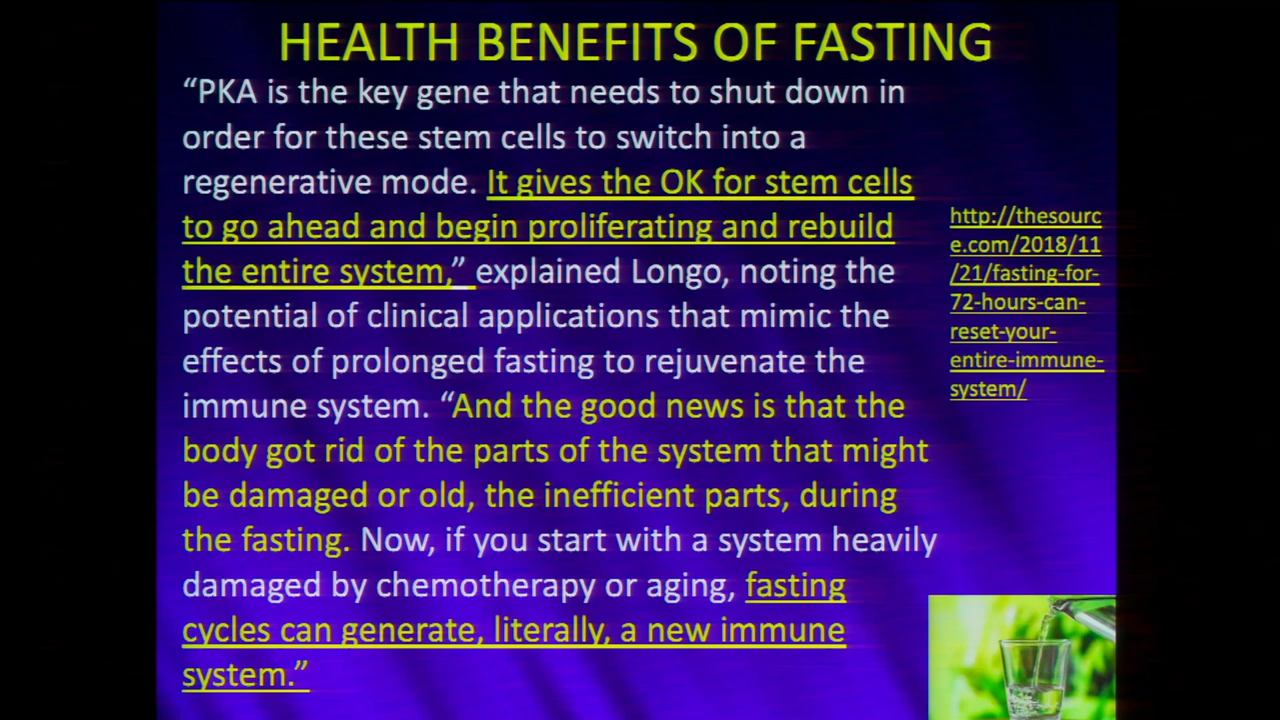 HEALTH BENEFITS OF FASTING
“PKA is the key gene that needs to shut down in
order for these stem cells to switch into a
regenerative mode. It gives the OK for stem cells
to go ahead and begin proliferating and rebuild
the entire system,” explained Longo, noting the
potential of clinical applications that mimic the
effects of prolonged fasting to rejuvenate the
immune system. “And the good news is that the
body got rid of the parts of the system that might
be damaged or old, the inefficient parts, during
the fasting. Now, if you start with a system heavily
damaged by chemotherapy or aging, fasting
cycles can generate, literally, a new immune
system.”
http://thesourc
e.com/2018/11
/21/fasting-for-
72-hours-can-
reset-your-
entire-immune-
system/